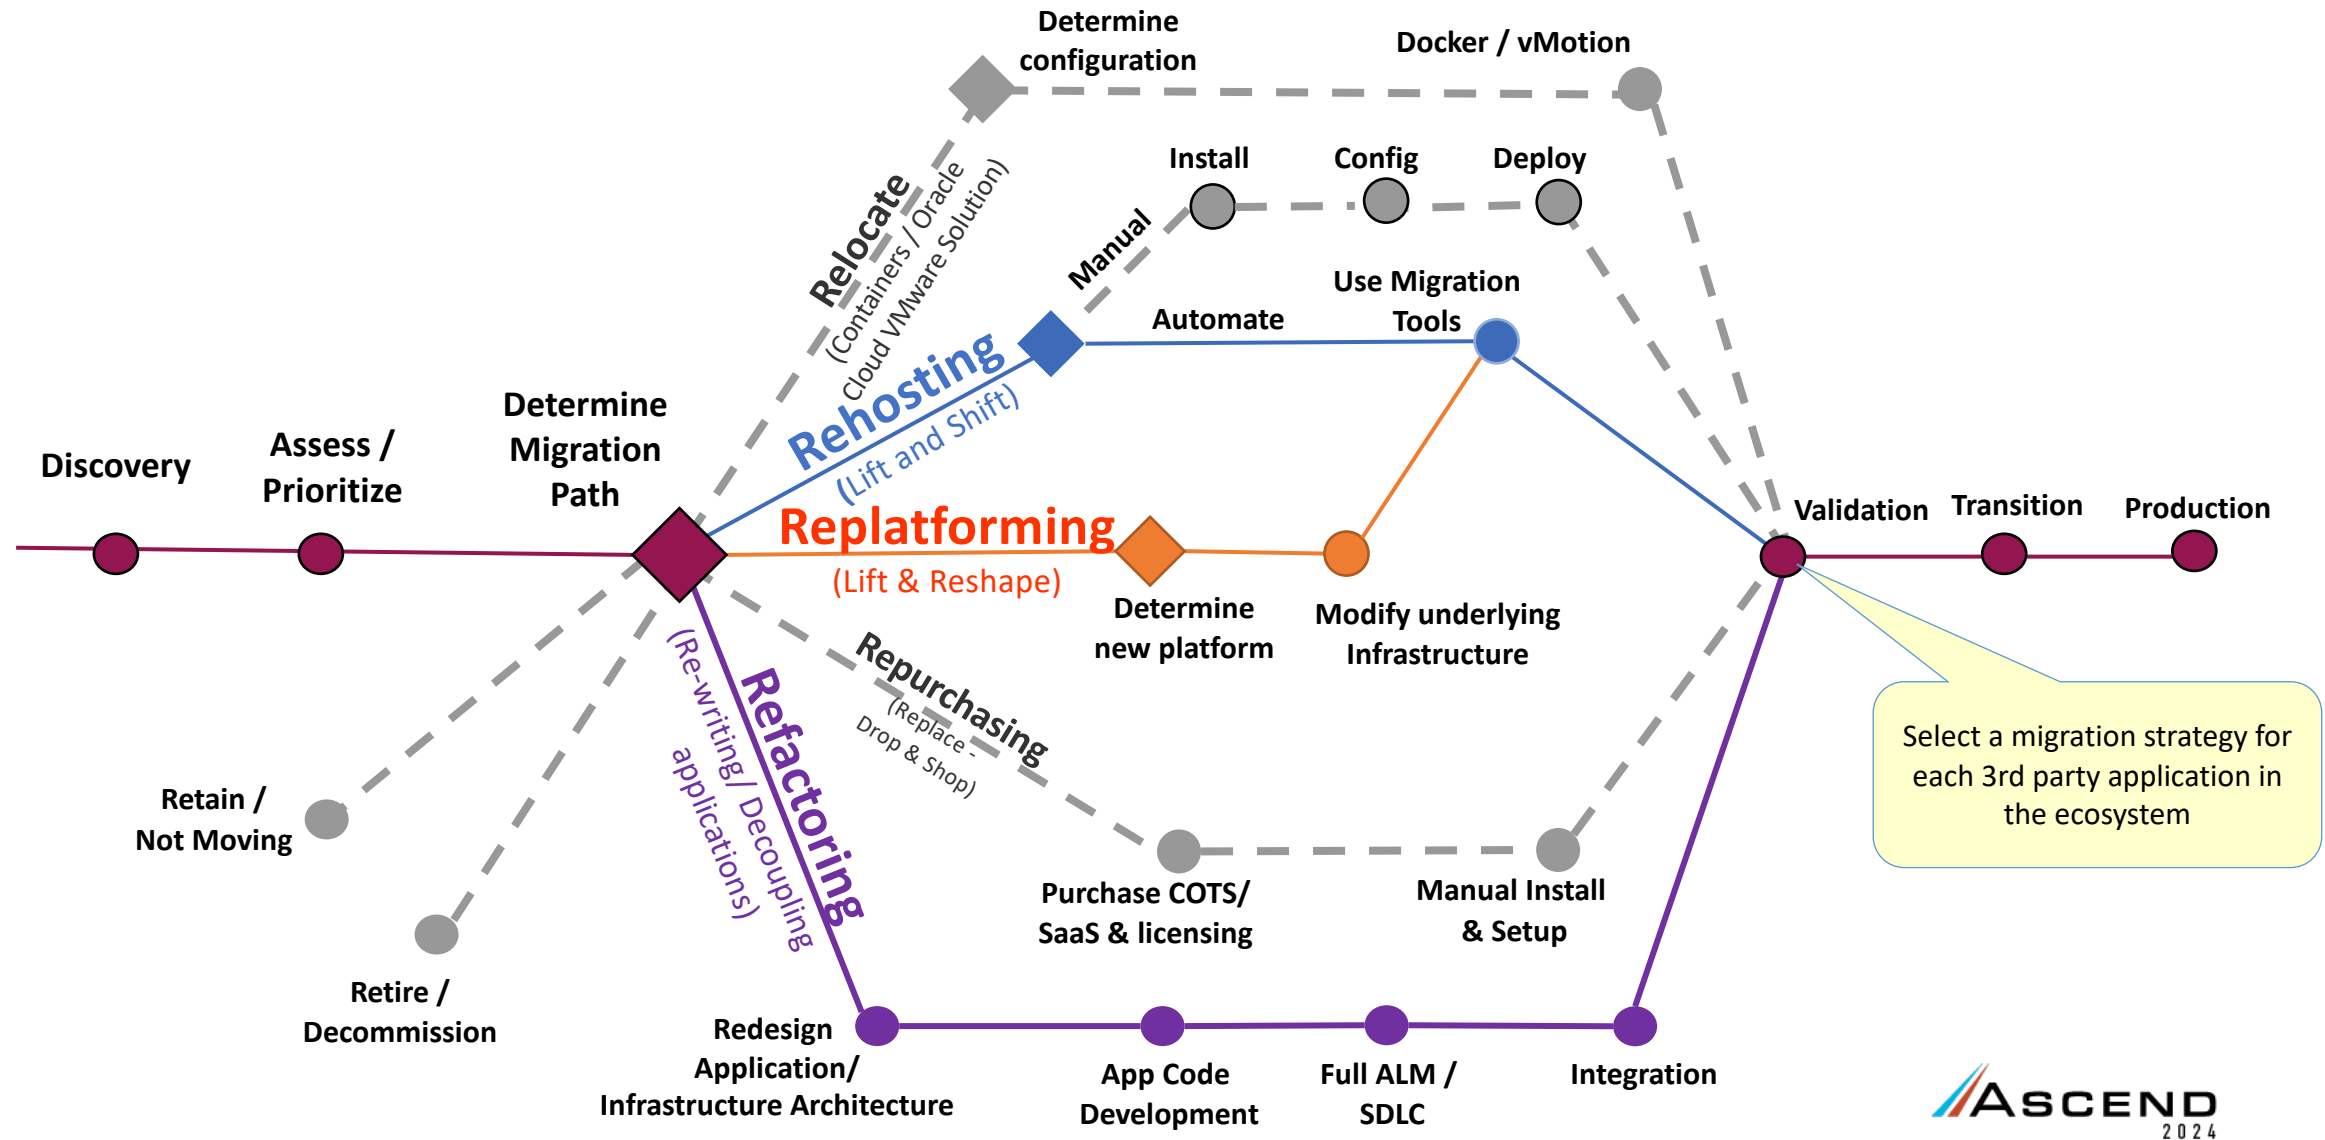 Determine
configuration
Docker / vMotion
Install
Config
Deploy
Relocate
(Containers / Oracle
Cloud VMware Solution)
Manual
Use Migration
Tools
Automate
Rehosting
(Lift and Shift)
Determine
Migration
Path
Assess /
Prioritize
Discovery
Replatforming
(Lift & Reshape)
Determine
new platform
Modify underlying
Infrastructure
Validation
Transition
Production
Select a migration strategy for
each 3rd party application in
the ecosystem
Repurchasing
(Replace -
Drop & Shop)
Refactoring
(Re-writing/ Decoupling
applications)
Retain /
Not Moving
Retire /
Decommission
Purchase COTS/
SaaS & licensing
Manual Install
& Setup
Redesign
Application/
Infrastructure Architecture
App Code
Development
Full ALM /
SDLC
Integration
ASCEND
2024